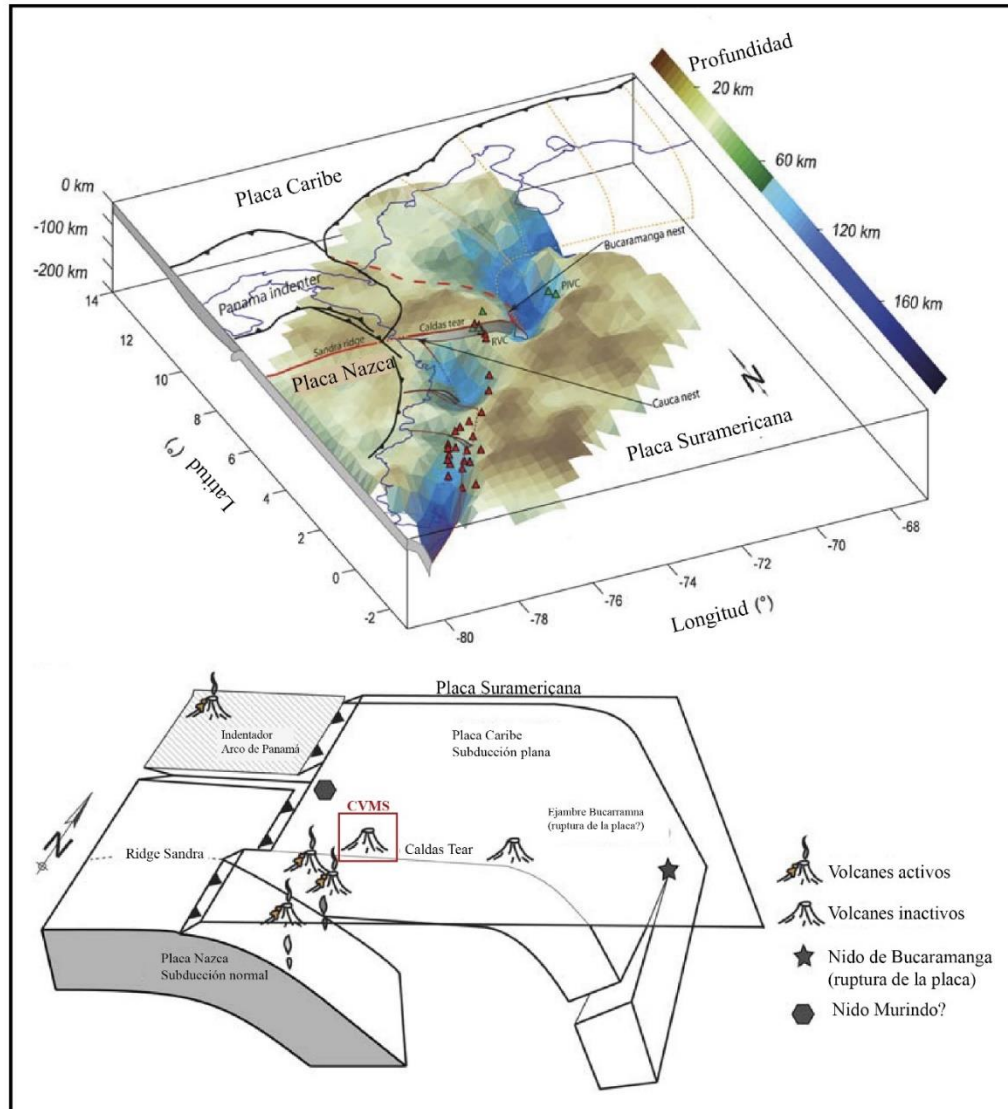 Profundidad
20 km
60 km
120 km
160 km
0 km
-100 km
-200 km
Placa Caribe
Bucaramanga nest
PIVC
Panama indenter
Caldas tear
RVC
Sandra ridge
Placa Nazca
Cauca nest
N
Placa Suramericana
14
12
10
8
6
4
2
0
-2
Latitud (°)
-80
-78
-76
-74
-72
-70
-68
Longitud (°)
Placa Suramericana
Indentador
Arco de Panamá
Placa Caribe
Subducción plana
N
CVMS
Ejambre Bucarramna
(ruptura de la placa?)
Ridge Sandra
Caldas Tear
Placa Nazca
Subducción normal
Volcanes activos
Volcanes inactivos
Nido de Bucaramanga
(ruptura de la placa)
Nido Murindo?